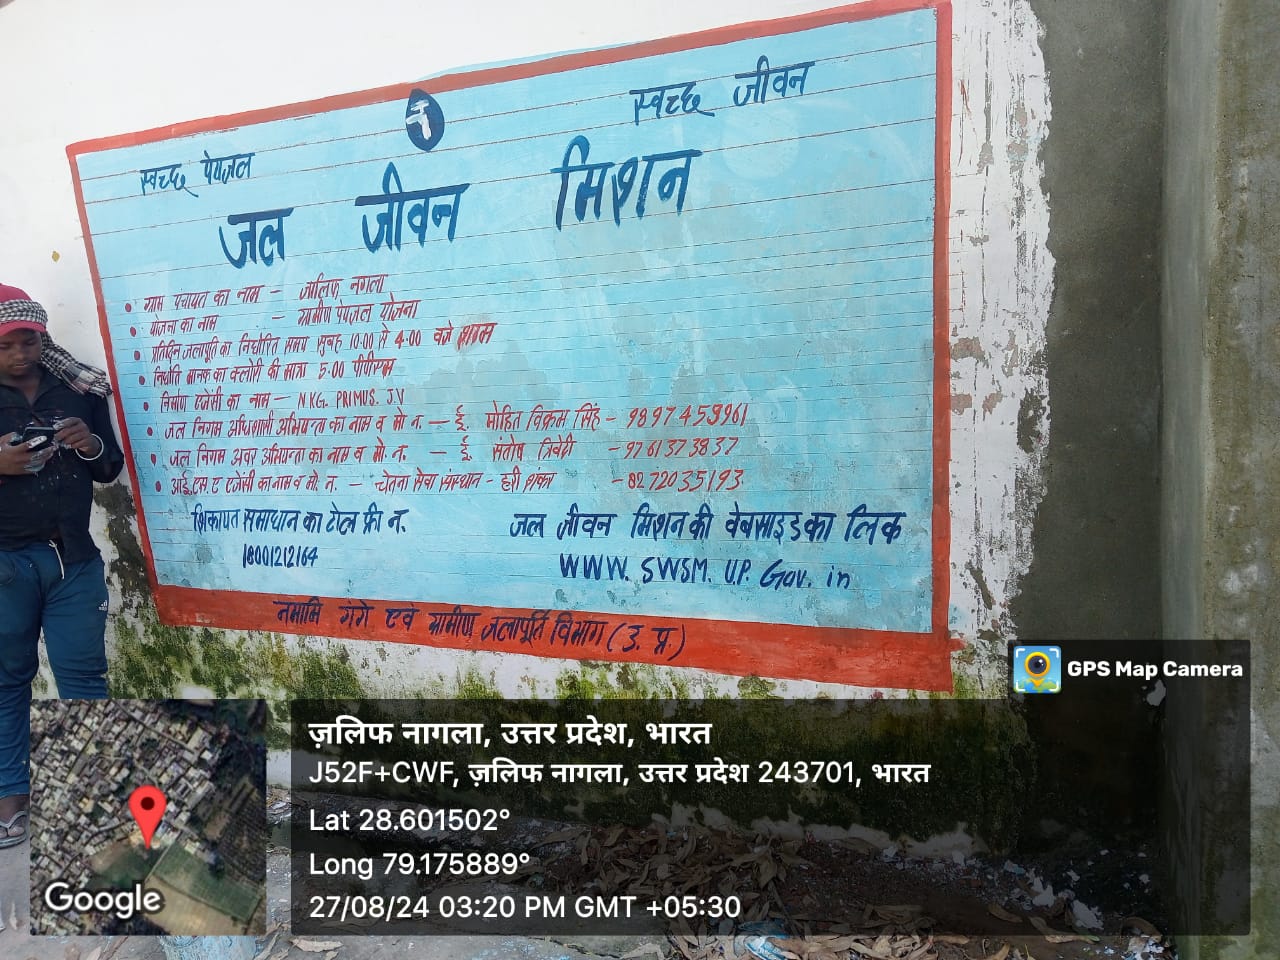 स्वच्छ पेयजल
स्वच्छ जीवन
जल जीवन मिशन
ग्राम पंचायत का नाम – जालिफ नगला
योजना का नाम – ग्रामीण पेयजल योजना
प्रतिदिन जलापूर्ति का निर्धारित समय सुबह 10:00 से 4:00 बजे शाम
मानक का क्लोरी की मात्रा 5.00 पीपीएम
निर्माण एजेंसी का नाम – N.KG. PRIMUS. J.V
जल निगम अधिशासी अभियन्ता का नाम व मो न. – ई. मोहित विक्रम सिंह – 9897459961
जल निगम अवर अभियन्ता का नाम व मो. न. – ई. संतोष त्रिवेदी – 9761373837
आई.एस.ए एजेंसी का नाम व मो. न. – चेतना सेवा संस्थान - हरी शंकर – 8272035193
शिकायत समाधान का टोल फ्री न.
18001212164
जल जीवन मिशन की वेबसाइड का लिक
WWW. SWSM. U.P. Gov. in
नमामि गंगे एवं ग्रामीण जलापूर्ति विभाग (उ. प्र.)
GPS Map Camera
ज़लिफ नागला, उत्तर प्रदेश, भारत
J52F+CWF, ज़लिफ नागला, उत्तर प्रदेश 243701, भारत
Lat 28.601502°
Long 79.175889°
27/08/24 03:20 PM GMT +05:30
Google